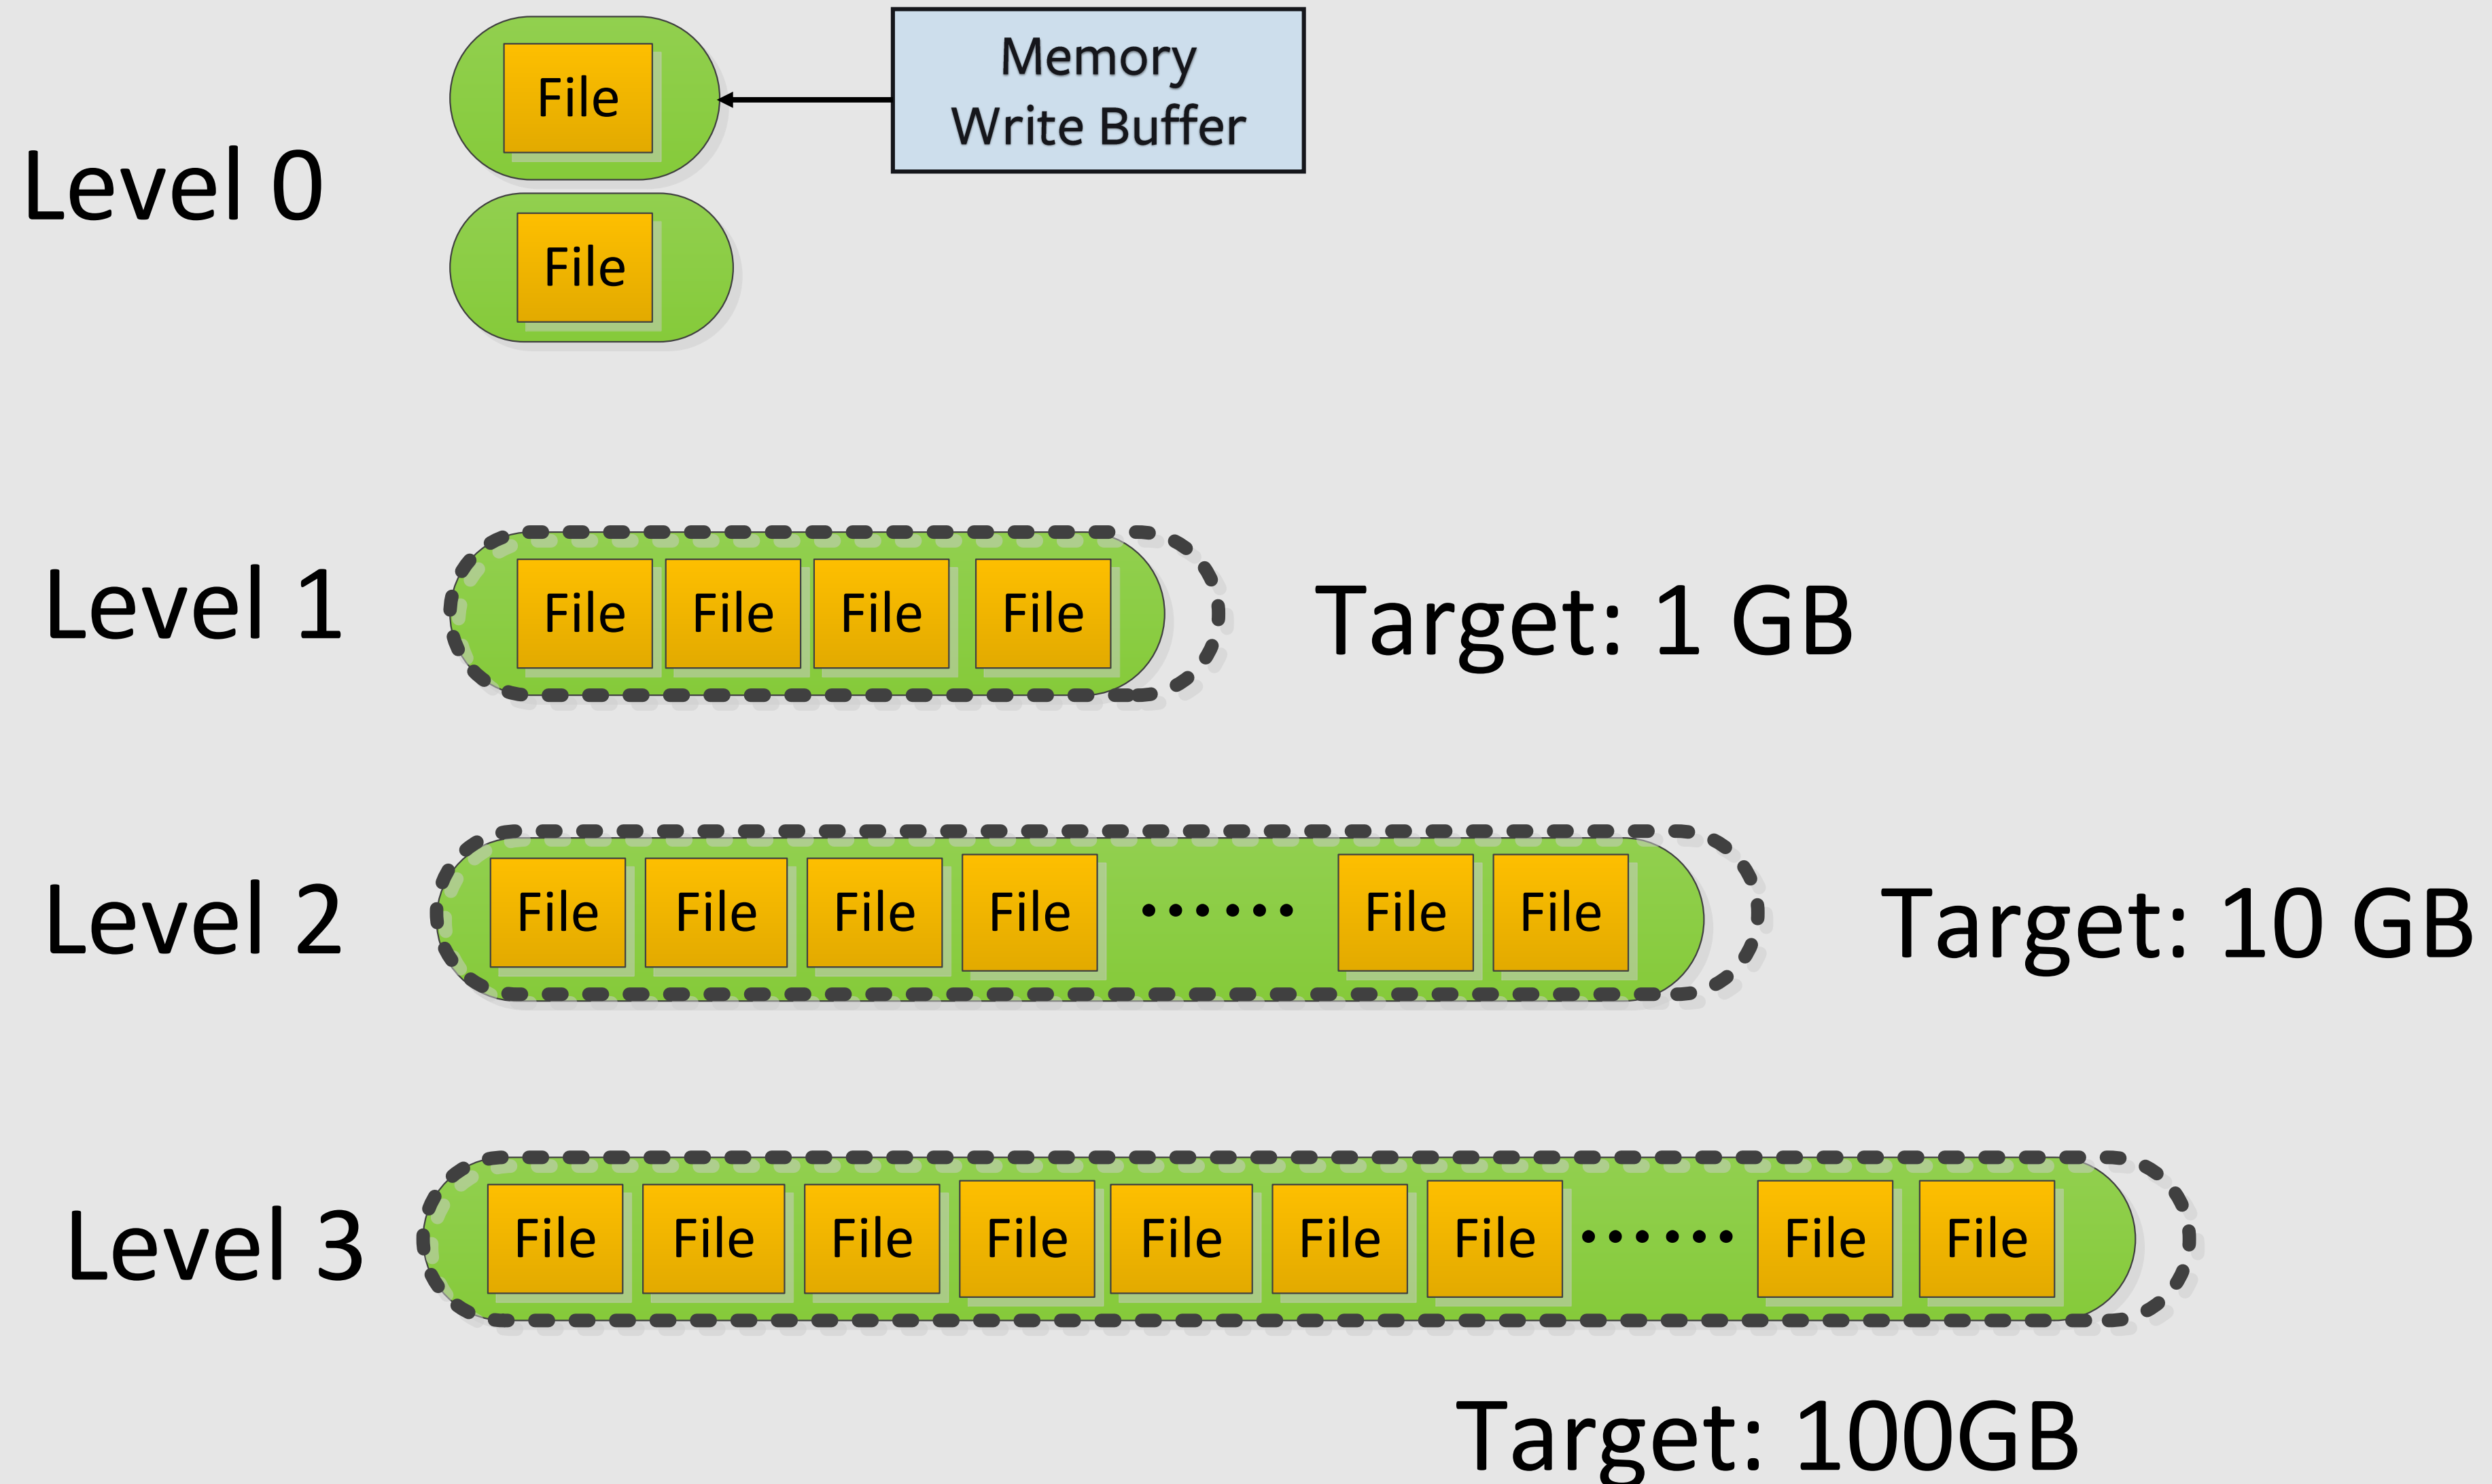 File
Memory
Write Buffer
Level 0
File
Level 1
File File File File
Target: 1 GB
Level 2
File File File File ······ File File
Target: 10 GB
Level 3
File File File File File File File ······ File File
Target: 100GB